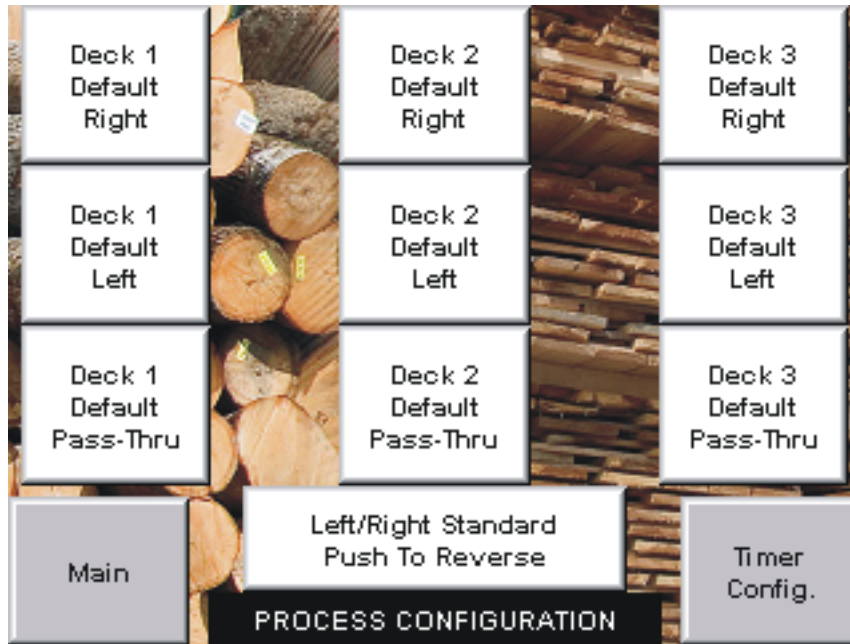 Deck 1
Default
Right
Deck 2
Default
Right
Deck 3
Default
Right
Deck 1
Default
Left
Deck 2
Default
Left
Deck 3
Default
Left
Deck 1
Default
Pass-Thru
Deck 2
Default
Pass-Thru
Deck 3
Default
Pass-Thru
Main
Left/Right Standard
Push To Reverse
Timer
Config.
PROCESS CONFIGURATION